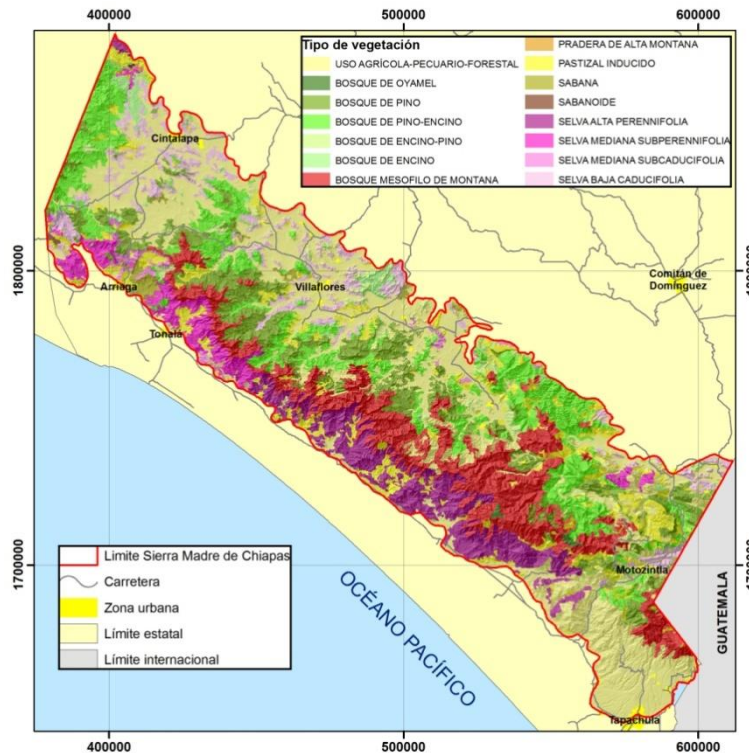 400000
500000
600000
Tipo de vegetación
USO AGRÍCOLA-PECUARIO-FORESTAL
BOSQUE DE OYAMEL
BOSQUE DE PINO
BOSQUE DE PINO-ENCINO
BOSQUE DE ENCINO-PINO
BOSQUE DE ENCINO
BOSQUE MESOFILO DE MONTANA
PRADERA DE ALTA MONTANA
PASTIZAL INDUCIDO
SABANA
SABANOIDE
SELVA ALTA PERENNIFOLIA
SELVA MEDIANA SUBPERENNIFOLIA
SELVA MEDIANA SUBCADUCIFOLIA
SELVA BAJA CADUCIFOLIA
Cintalapa
1800000
Arriaga
Villaflores
Comitán de
Domínguez
Tonalá
1700000
Motozintla
GUATEMALA
OCÉANO PACÍFICO
Tapachula
Limite Sierra Madre de Chiapas
Carretera
Zona urbana
Límite estatal
Límite internacional
400000
500000
600000